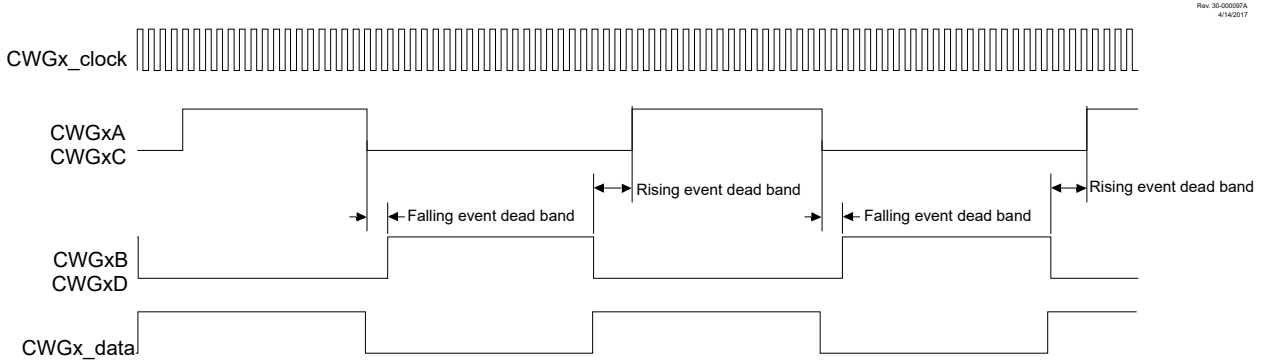 Rev. 30-000097A
4/14/2017
CWGx_clock
CWGxA
CWGxC
Rising event dead band
Rising event dead band
Falling event dead band
Falling event dead band
CWGxB
CWGxD
CWGx_data